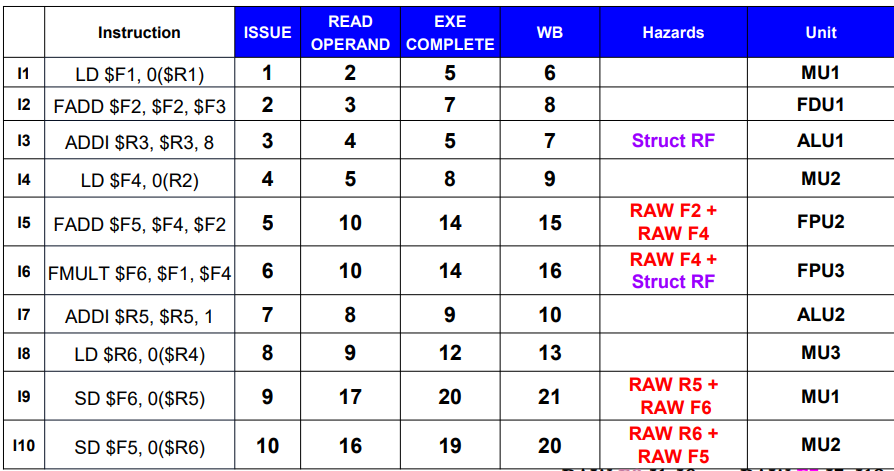 Instruction ISSUE READ OPERAND EXE COMPLETE WB Hazards Unit
I1 LD $F1, 0($R1) 1 2 5 6 MU1
I2 FADD $F2, $F2, $F3 2 3 7 8 FDU1
I3 ADDI $R3, $R3, 8 3 4 5 7 Struct RF ALU1
I4 LD $F4, 0(R2) 4 5 8 9 MU2
I5 FADD $F5, $F4, $F2 5 10 14 15 RAW F2 + RAW F4 FPU2
I6 FMULT $F6, $F1, $F4 6 10 14 16 RAW F4 + Struct RF FPU3
I7 ADDI $R5, $R5, 1 7 8 9 10 ALU2
I8 LD $R6, 0($R4) 8 9 12 13 MU3
I9 SD $F6, 0($R5) 9 17 20 21 RAW R5 + RAW F6 MU1
I10 SD $F5, 0($R6) 10 16 19 20 RAW R6 + RAW F5 MU2